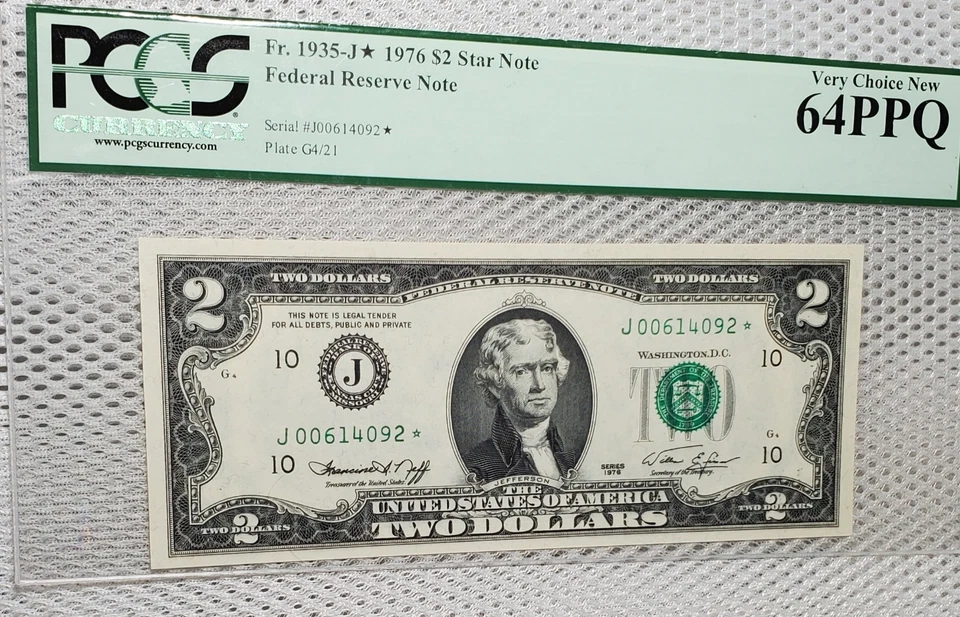 PCGS
CURRENCY
www.pcgscurrency.com
Fr. 1935-J★ 1976 $2 Star Note
Federal Reserve Note
Serial #J00614092★
Plate G4/21
Very Choice New
64PPQ
2 TWO DOLLARS TWO DOLLARS 2
FEDERAL RESERVE NOTE
THIS NOTE IS LEGAL TENDER
FOR ALL DEBTS, PUBLIC AND PRIVATE
J 00614092 ☆
WASHINGTON, D.C.
10 J 10
G4
TWO
J 00614092 ☆
G4
10 10
Treasurer of the United States.
SERIES
1976
Secretary of the Treasury.
JEFFERSON
THE
UNITED STATES OF AMERICA
TWO DOLLARS
2
TWO DOLLARS
2
TWO DOLLARS